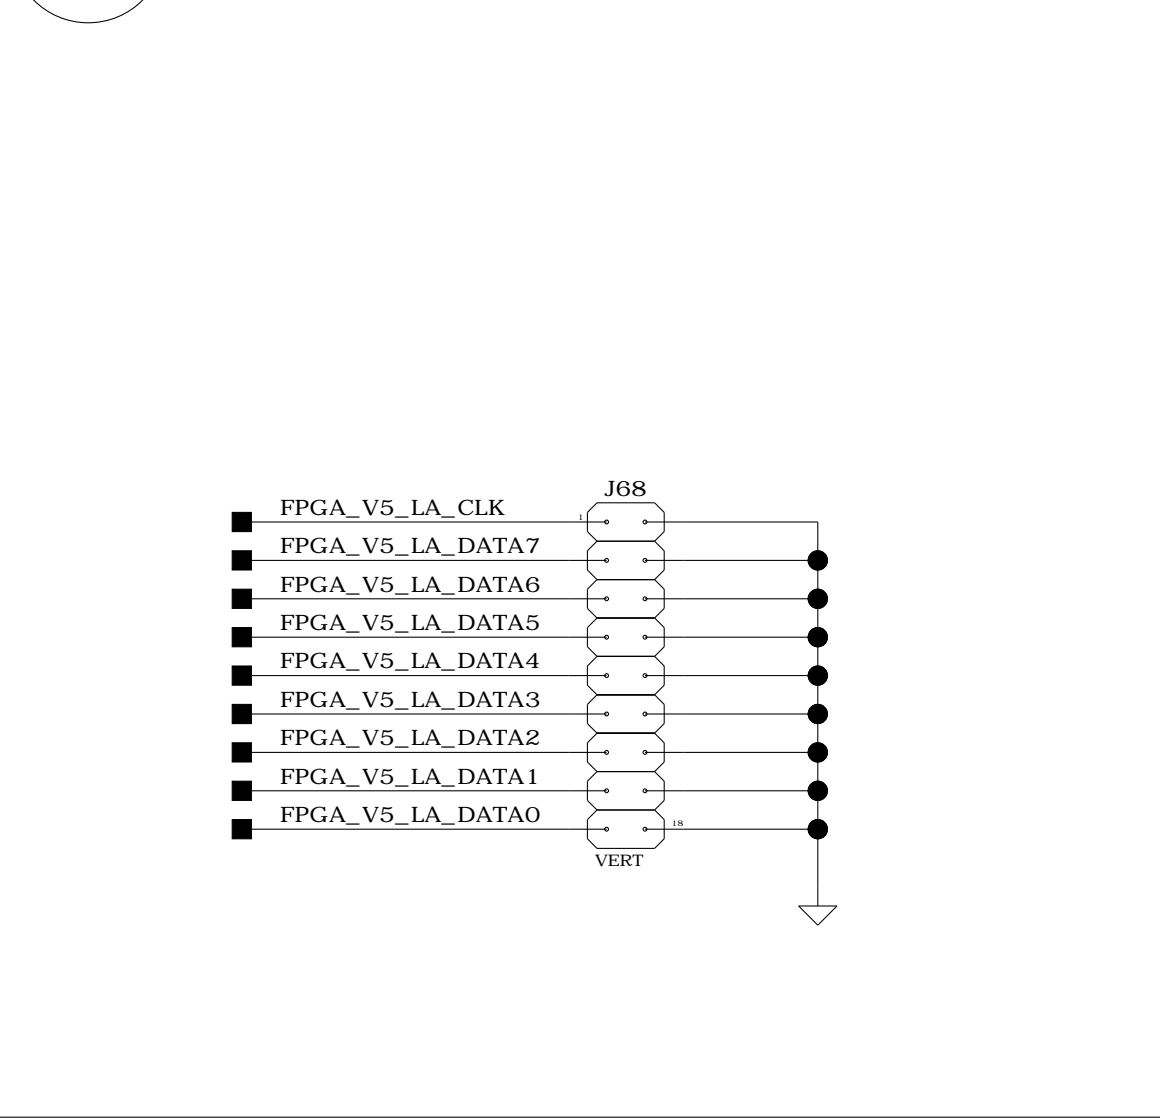 J68
FPGA_V5_LA_CLK
1
FPGA_V5_LA_DATA7
FPGA_V5_LA_DATA6
FPGA_V5_LA_DATA5
FPGA_V5_LA_DATA4
FPGA_V5_LA_DATA3
FPGA_V5_LA_DATA2
FPGA_V5_LA_DATA1
FPGA_V5_LA_DATA0
18
VERT